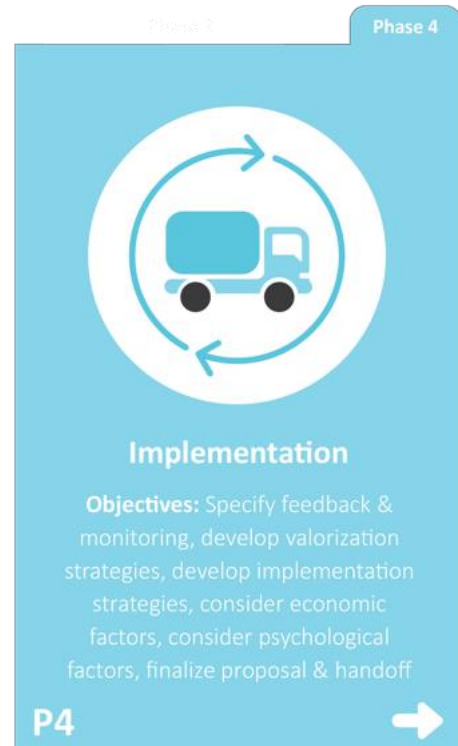 Phase 4
Implementation
Objectives: Specify feedback &
monitoring, develop valorization
strategies, develop implementation
strategies, consider economic
factors, consider psychological
factors, finalize proposal & handoff
P4